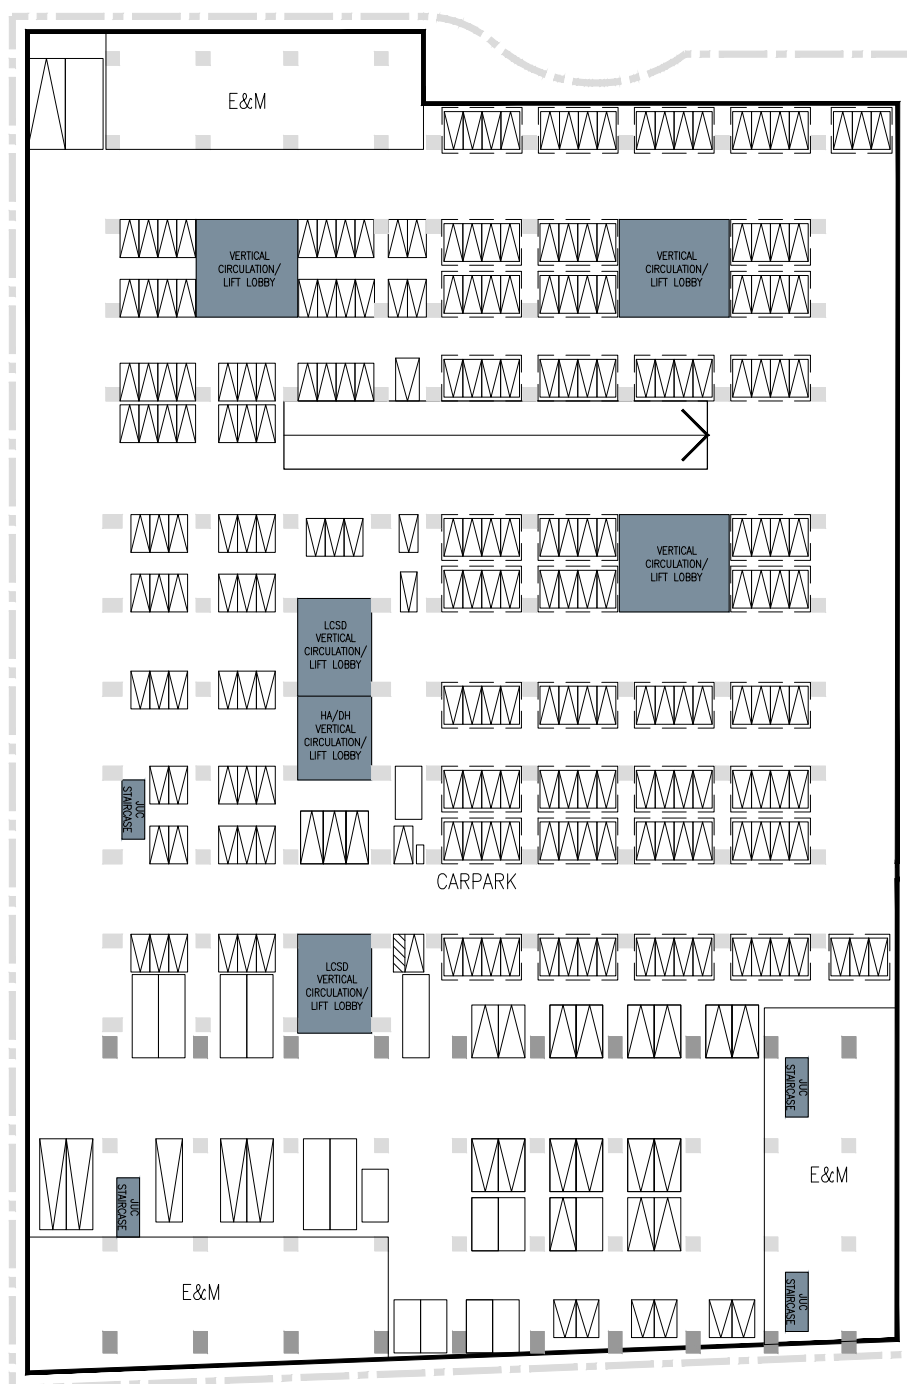 E&M
VERTICAL
CIRCULATION/
LIFT LOBBY
VERTICAL
CIRCULATION/
LIFT LOBBY
VERTICAL
CIRCULATION/
LIFT LOBBY
LCSD
VERTICAL
CIRCULATION/
LIFT LOBBY
HA/DH
VERTICAL
CIRCULATION/
LIFT LOBBY
JUC
STAIRCASE
CARPARK
LCSD
VERTICAL
CIRCULATION/
LIFT LOBBY
JUC
STAIRCASE
JUC
STAIRCASE
E&M
E&M
JUC
STAIRCASE